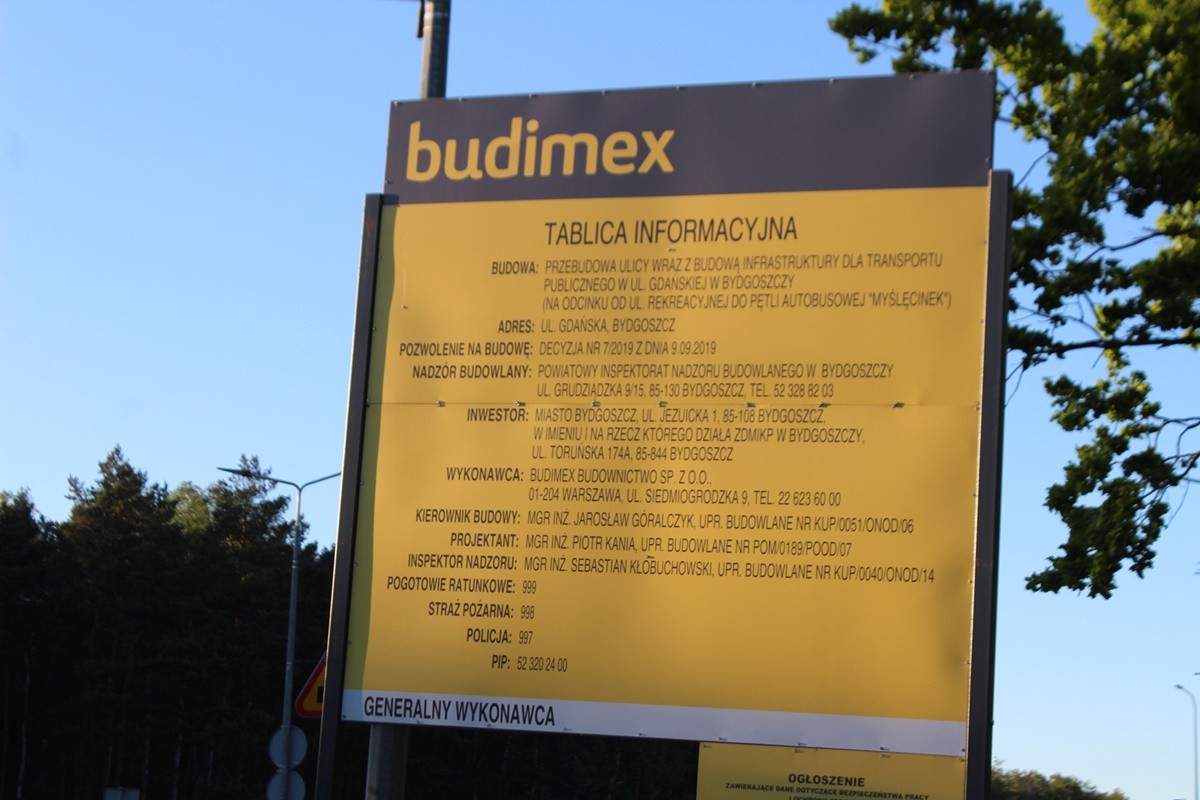 budimex
TABLICA INFORMACYJNA
BUDOWA: PRZEBUDOWA ULICY WRAZ Z BUDOWĄ INFRASTRUKTURY DLA TRANSPORTU
PUBLICZNEGO W UL. GDAŃSKIEJ W BYDGOSZCZY
(NA ODCINKU OD UL. REKREACYJNEJ DO PĘTLI AUTOBUSOWEJ "MYŚLĘCINEK")
ADRES: UL. GDAŃSKA, BYDGOSZCZ
POZWOLENIE NA BUDOWĘ: DECYZJA NR 7/2019 Z DNIA 9.09.2019
NADZÓR BUDOWLANY: POWIATOWY INSPEKTORAT NADZORU BUDOWLANEGO W BYDGOSZCZY
UL. GRUDZIĄDZKA 9/15, 85-130 BYDGOSZCZ, TEL. 52 328 82 03
INWESTOR: MIASTO BYDGOSZCZ, UL. JEZUICKA 1, 85-108 BYDGOSZCZ,
W IMIENIU I NA RZECZ KTÓREGO DZIAŁA ZDMIKP W BYDGOSZCZY,
UL. TORUŃSKA 174A, 85-844 BYDGOSZCZ
WYKONAWCA: BUDIMEX BUDOWNICTWO SP. Z O.O.,
01-204 WARSZAWA, UL. SIEDMIOGRODZKA 9, TEL. 22 623 60 00
KIEROWNIK BUDOWY: MGR INŻ. JAROSŁAW GÓRALCZYK, UPR. BUDOWLANE NR KUP/0051/ONOD/06
PROJEKTANT: MGR INŻ. PIOTR KANIA, UPR. BUDOWLANE NR POM/0189/POOD/07
INSPEKTOR NADZORU: MGR INŻ. SEBASTIAN KŁOBUCHOWSKI, UPR. BUDOWLANE NR KUP/0040/ONOD/14
POGOTOWIE RATUNKOWE: 999
STRAŻ POŻARNA: 998
POLICJA: 997
PIP: 52 320 24 00
GENERALNY WYKONAWCA
OGŁOSZENIE
ZAWIERAJĄCE DANE DOTYCZĄCE BEZPIECZEŃSTWA PRACY